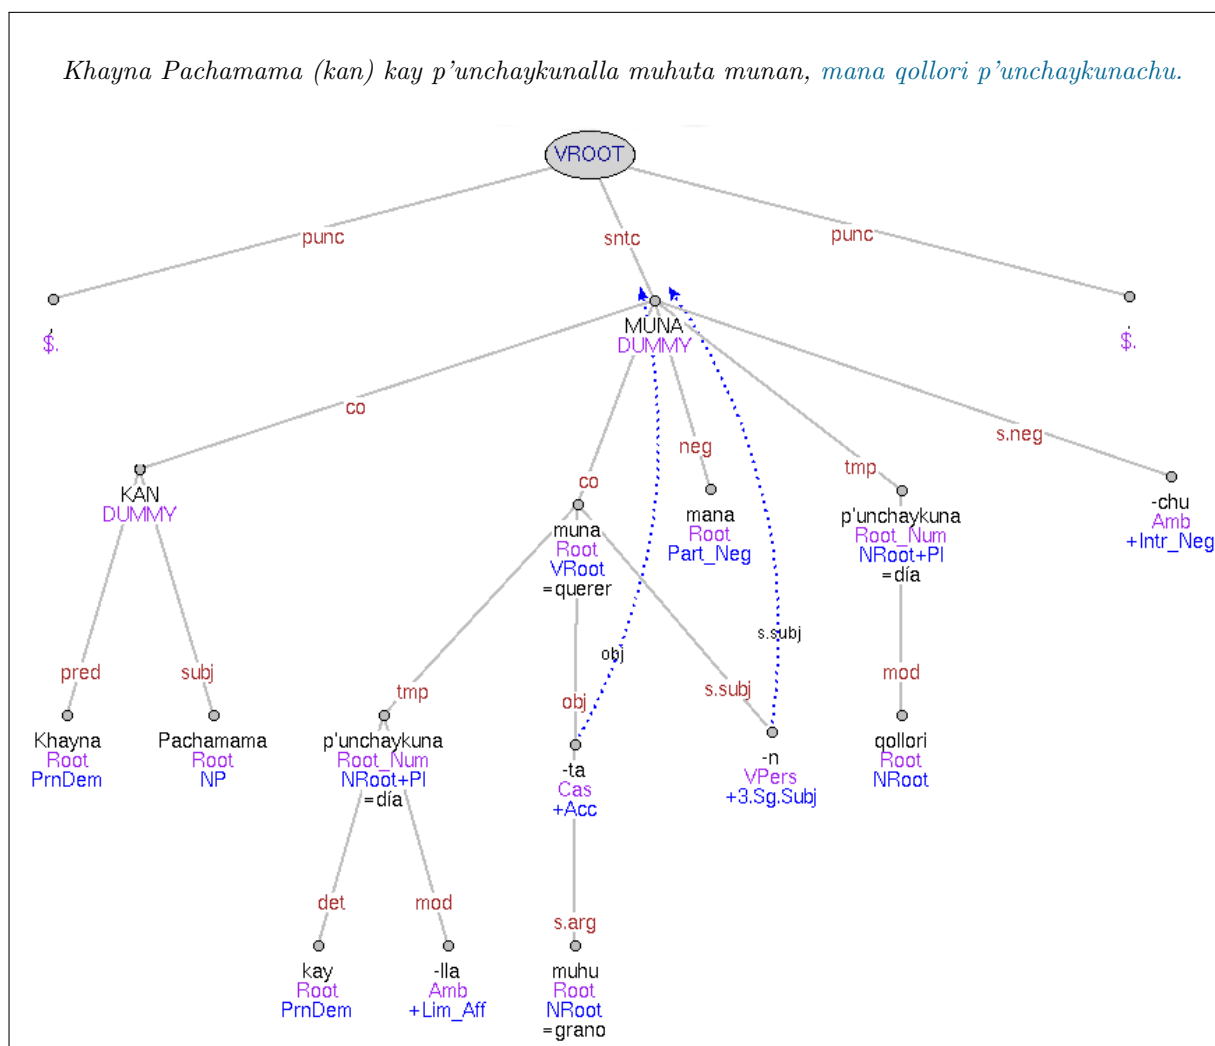 Khayna Pachamama (kan) kay p'unchaykunalla muhuta munan, mana qollori p'unchaykunachu.
VROOT
punc
sntc
punc
,
$.
MUNA
DUMMY
.
$.
co
co
neg
tmp
s.neg
KAN
DUMMY
muna
Root
VRoot
=querer
mana
Root
Part_Neg
p'unchaykuna
Root_Num
NRoot+Pl
=día
-chu
Amb
+Intr_Neg
s.subj
obj
pred
subj
tmp
obj
s.subj
mod
Khayna
Root
PrnDem
Pachamama
Root
NP
p'unchaykuna
Root_Num
NRoot+Pl
=día
-ta
Cas
+Acc
-n
VPers
+3.Sg.Subj
qollori
Root
NRoot
det
mod
s.arg
kay
Root
PrnDem
-lla
Amb
+Lim_Aff
muhu
Root
NRoot
=grano